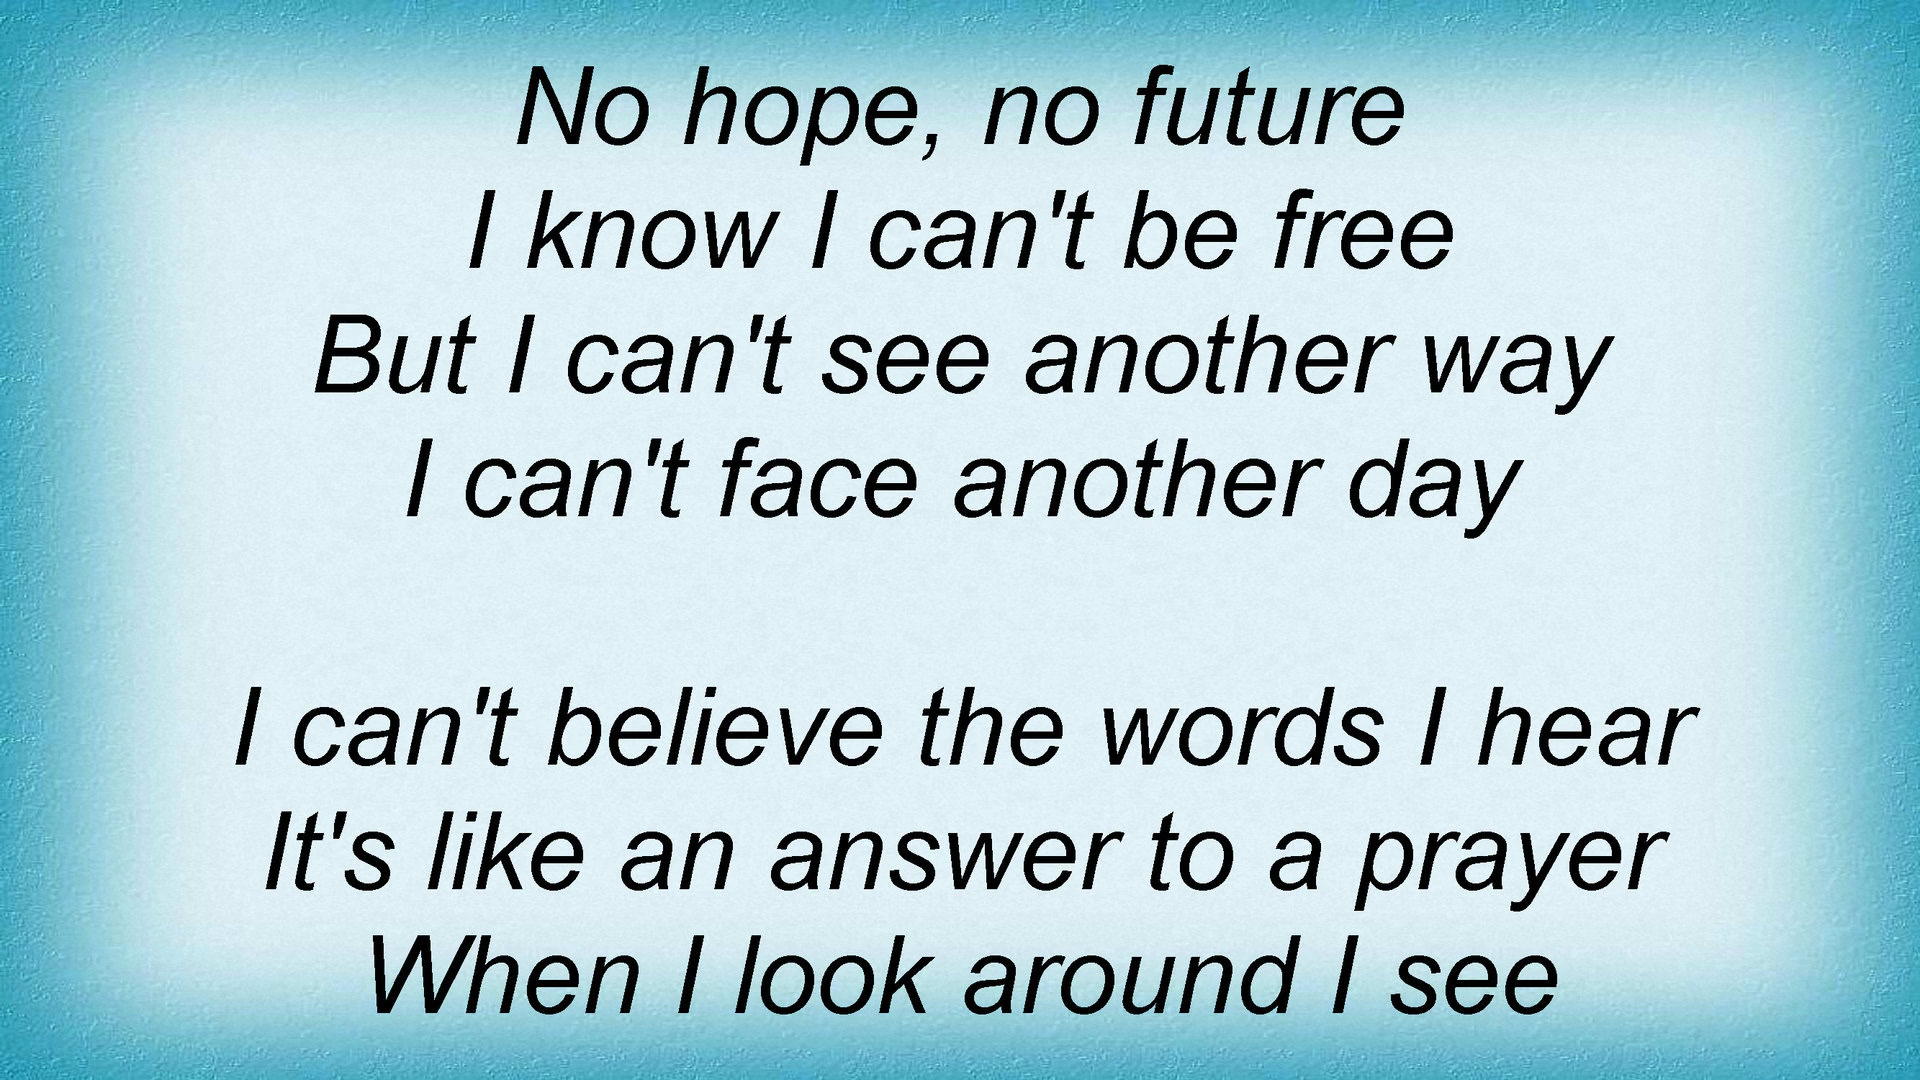 No hope, no future
I know I can't be free
But I can't see another way
I can't face another day

I can't believe the words I hear
It's like an answer to a prayer
When I look around I see